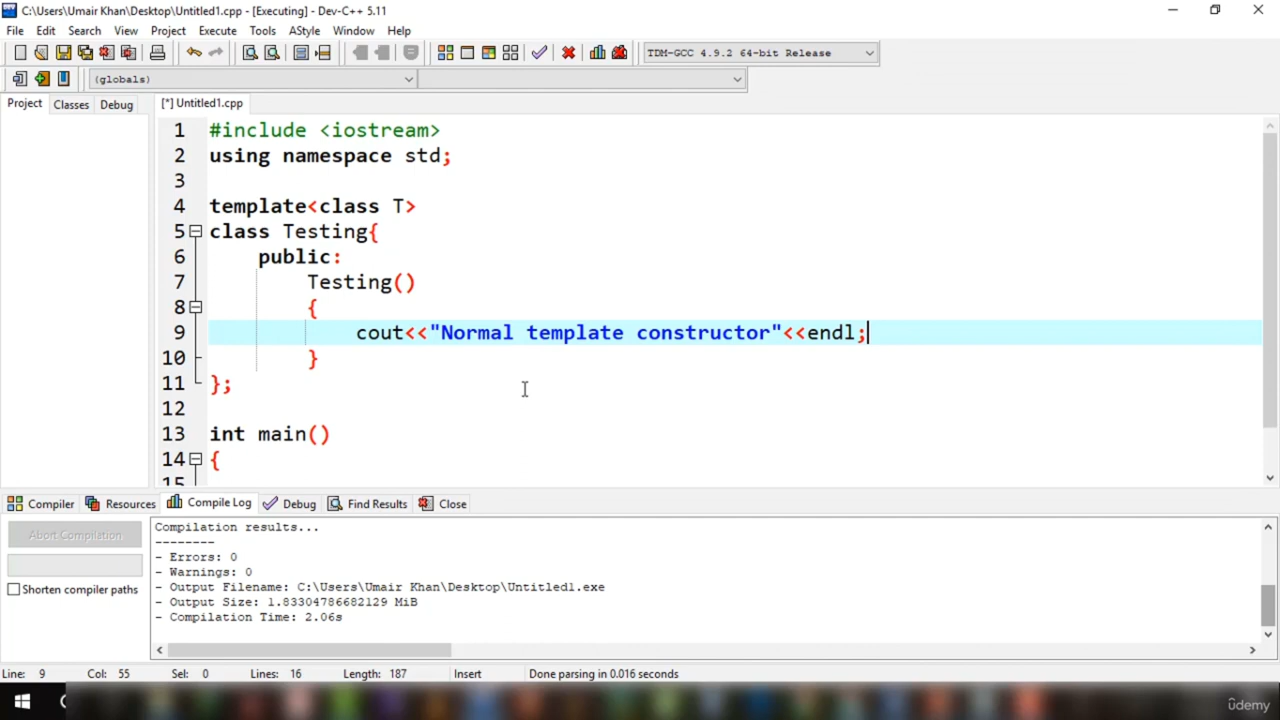 C:\Users\Umair Khan\Desktop\Untitled1.cpp - [Executing] - Dev-C++ 5.11
File Edit Search View Project Execute Tools AStyle Window Help
TDM-GCC 4.9.2 64-bit Release
(globals)
Project Classes Debug [*] Untitled1.cpp
1 #include <iostream>
2 using namespace std;
3
4 template<class T>
5 class Testing{
6 public:
7 Testing()
8 {
9 cout<<"Normal template constructor"<<endl;
10 }
11 };
12
13 int main()
14 {
15
Compiler Resources Compile Log Debug Find Results Close
Abort Compilation
Shorten compiler paths
Compilation results...
--------
- Errors: 0
- Warnings: 0
- Output Filename: C:\Users\Umair Khan\Desktop\Untitled1.exe
- Output Size: 1.83304786682129 MiB
- Compilation Time: 2.06s
Line: 9 Col: 55 Sel: 0 Lines: 16 Length: 187 Insert Done parsing in 0.016 seconds
ûdemy